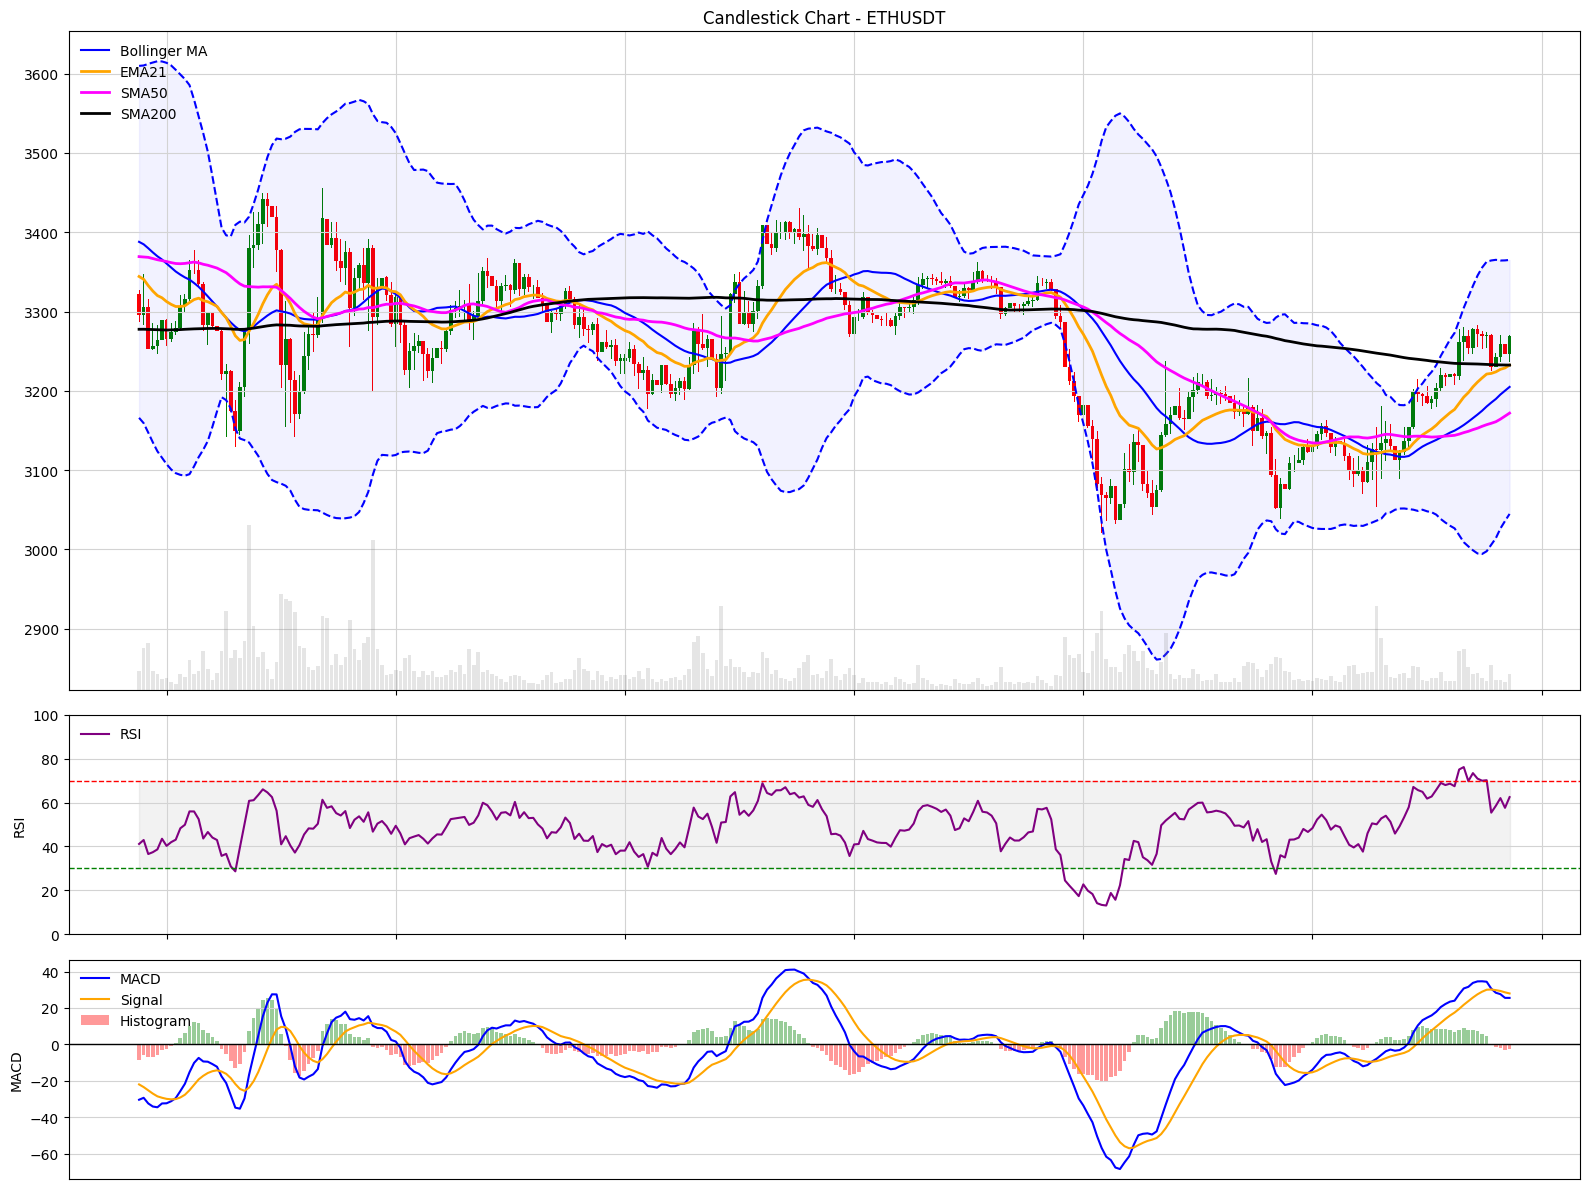 Candlestick Chart - ETHUSDT
Bollinger MA
EMA21
SMA50
SMA200
3600
3500
3400
3300
3200
3100
3000
2900
RSI
RSI
100
80
60
40
20
0
MACD
Signal
Histogram
MACD
40
20
0
−20
−40
−60